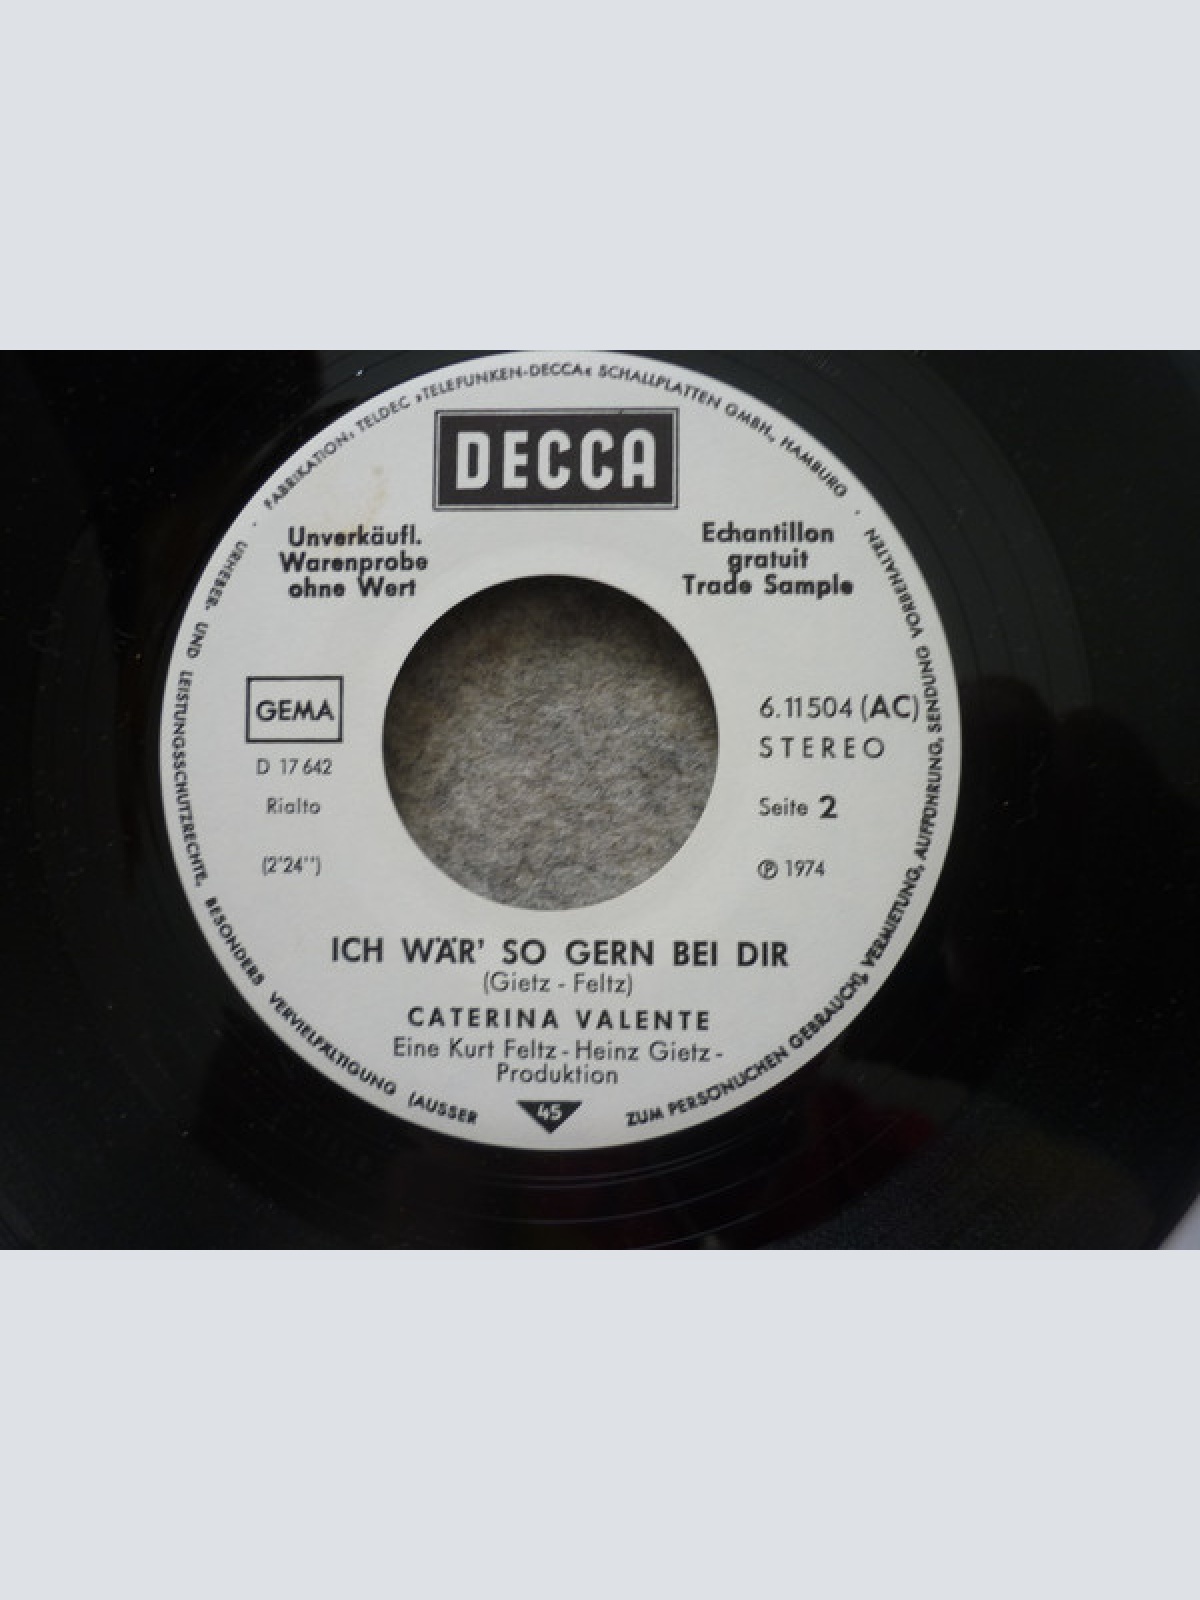 FABRIKATION: TELDEC »TELEFUNKEN-DECCA« SCHALLPLATTEN GMBH., HAMBURG ·
URHEBER- UND LEISTUNGSSCHUTZRECHTE, BESONDERS VERVIELFÄLTIGUNG (AUSSER
ZUM PERSÖNLICHEN GEBRAUCH), VERMIETUNG, AUFFÜHRUNG, SENDUNG VORBEHALTEN
DECCA
Unverkäufl.
Warenprobe
ohne Wert
Echantillon
gratuit
Trade Sample
GEMA
D 17 642
Rialto
(2'24'')
6.11504 (AC)
STEREO
Seite 2
℗ 1974
ICH WÄR' SO GERN BEI DIR
(Gietz - Feltz)
CATERINA VALENTE
Eine Kurt Feltz - Heinz Gietz -
Produktion
45